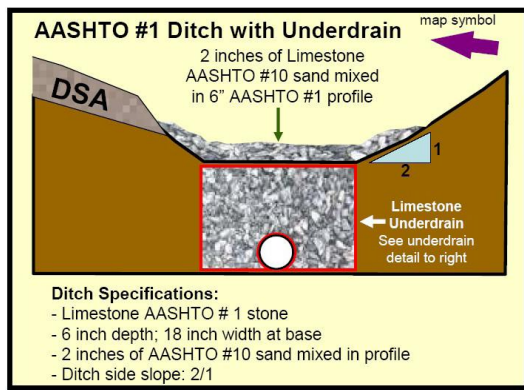 AASHTO #1 Ditch with Underdrain
map symbol
2 inches of Limestone
AASHTO #10 sand mixed
in 6” AASHTO #1 profile
DSA
1
2
Limestone
Underdrain
See underdrain
detail to right
Ditch Specifications:
- Limestone AASHTO # 1 stone
- 6 inch depth; 18 inch width at base
- 2 inches of AASHTO #10 sand mixed in profile
- Ditch side slope: 2/1